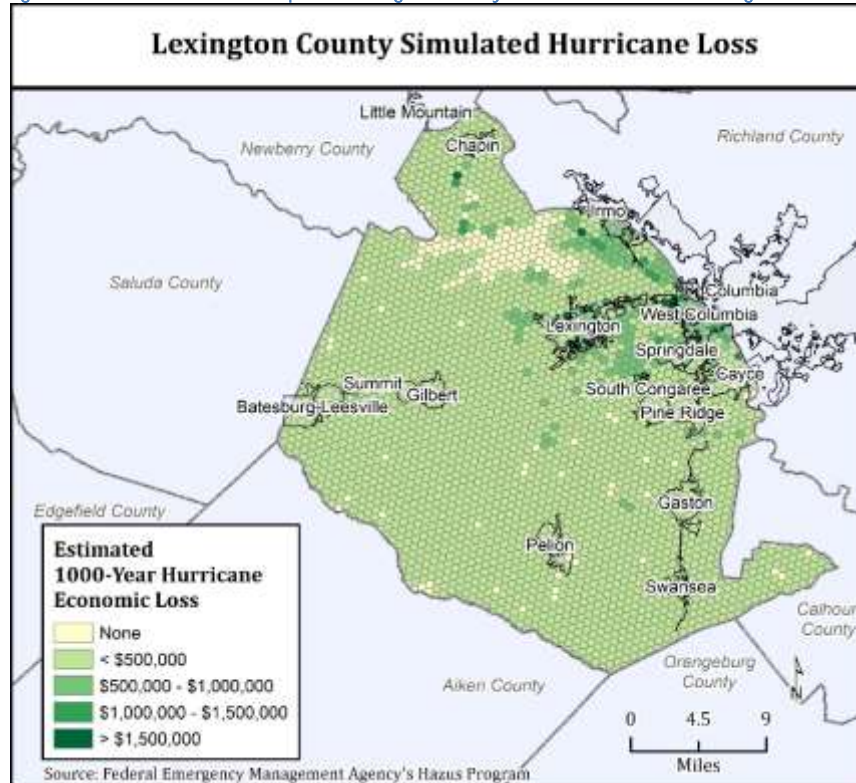 Lexington County Simulated Hurricane Loss
Little Mountain
Chapin
Newberry County
Richland County
Irmo
Saluda County
Columbia
West Columbia
Lexington
Springdale
Cayce
Summit
South Congaree
Gilbert
Batesburg-Leesville
Pine Ridge
Edgefield County
Gaston
Pelion
Swansea
Calhoun
County
Orangeburg
County
Aiken County
N
Estimated
1000-Year Hurricane
Economic Loss
None
< $500,000
$500,000 - $1,000,000
$1,000,000 - $1,500,000
> $1,500,000
0 4.5 9
Miles
Source: Federal Emergency Management Agency's Hazus Program